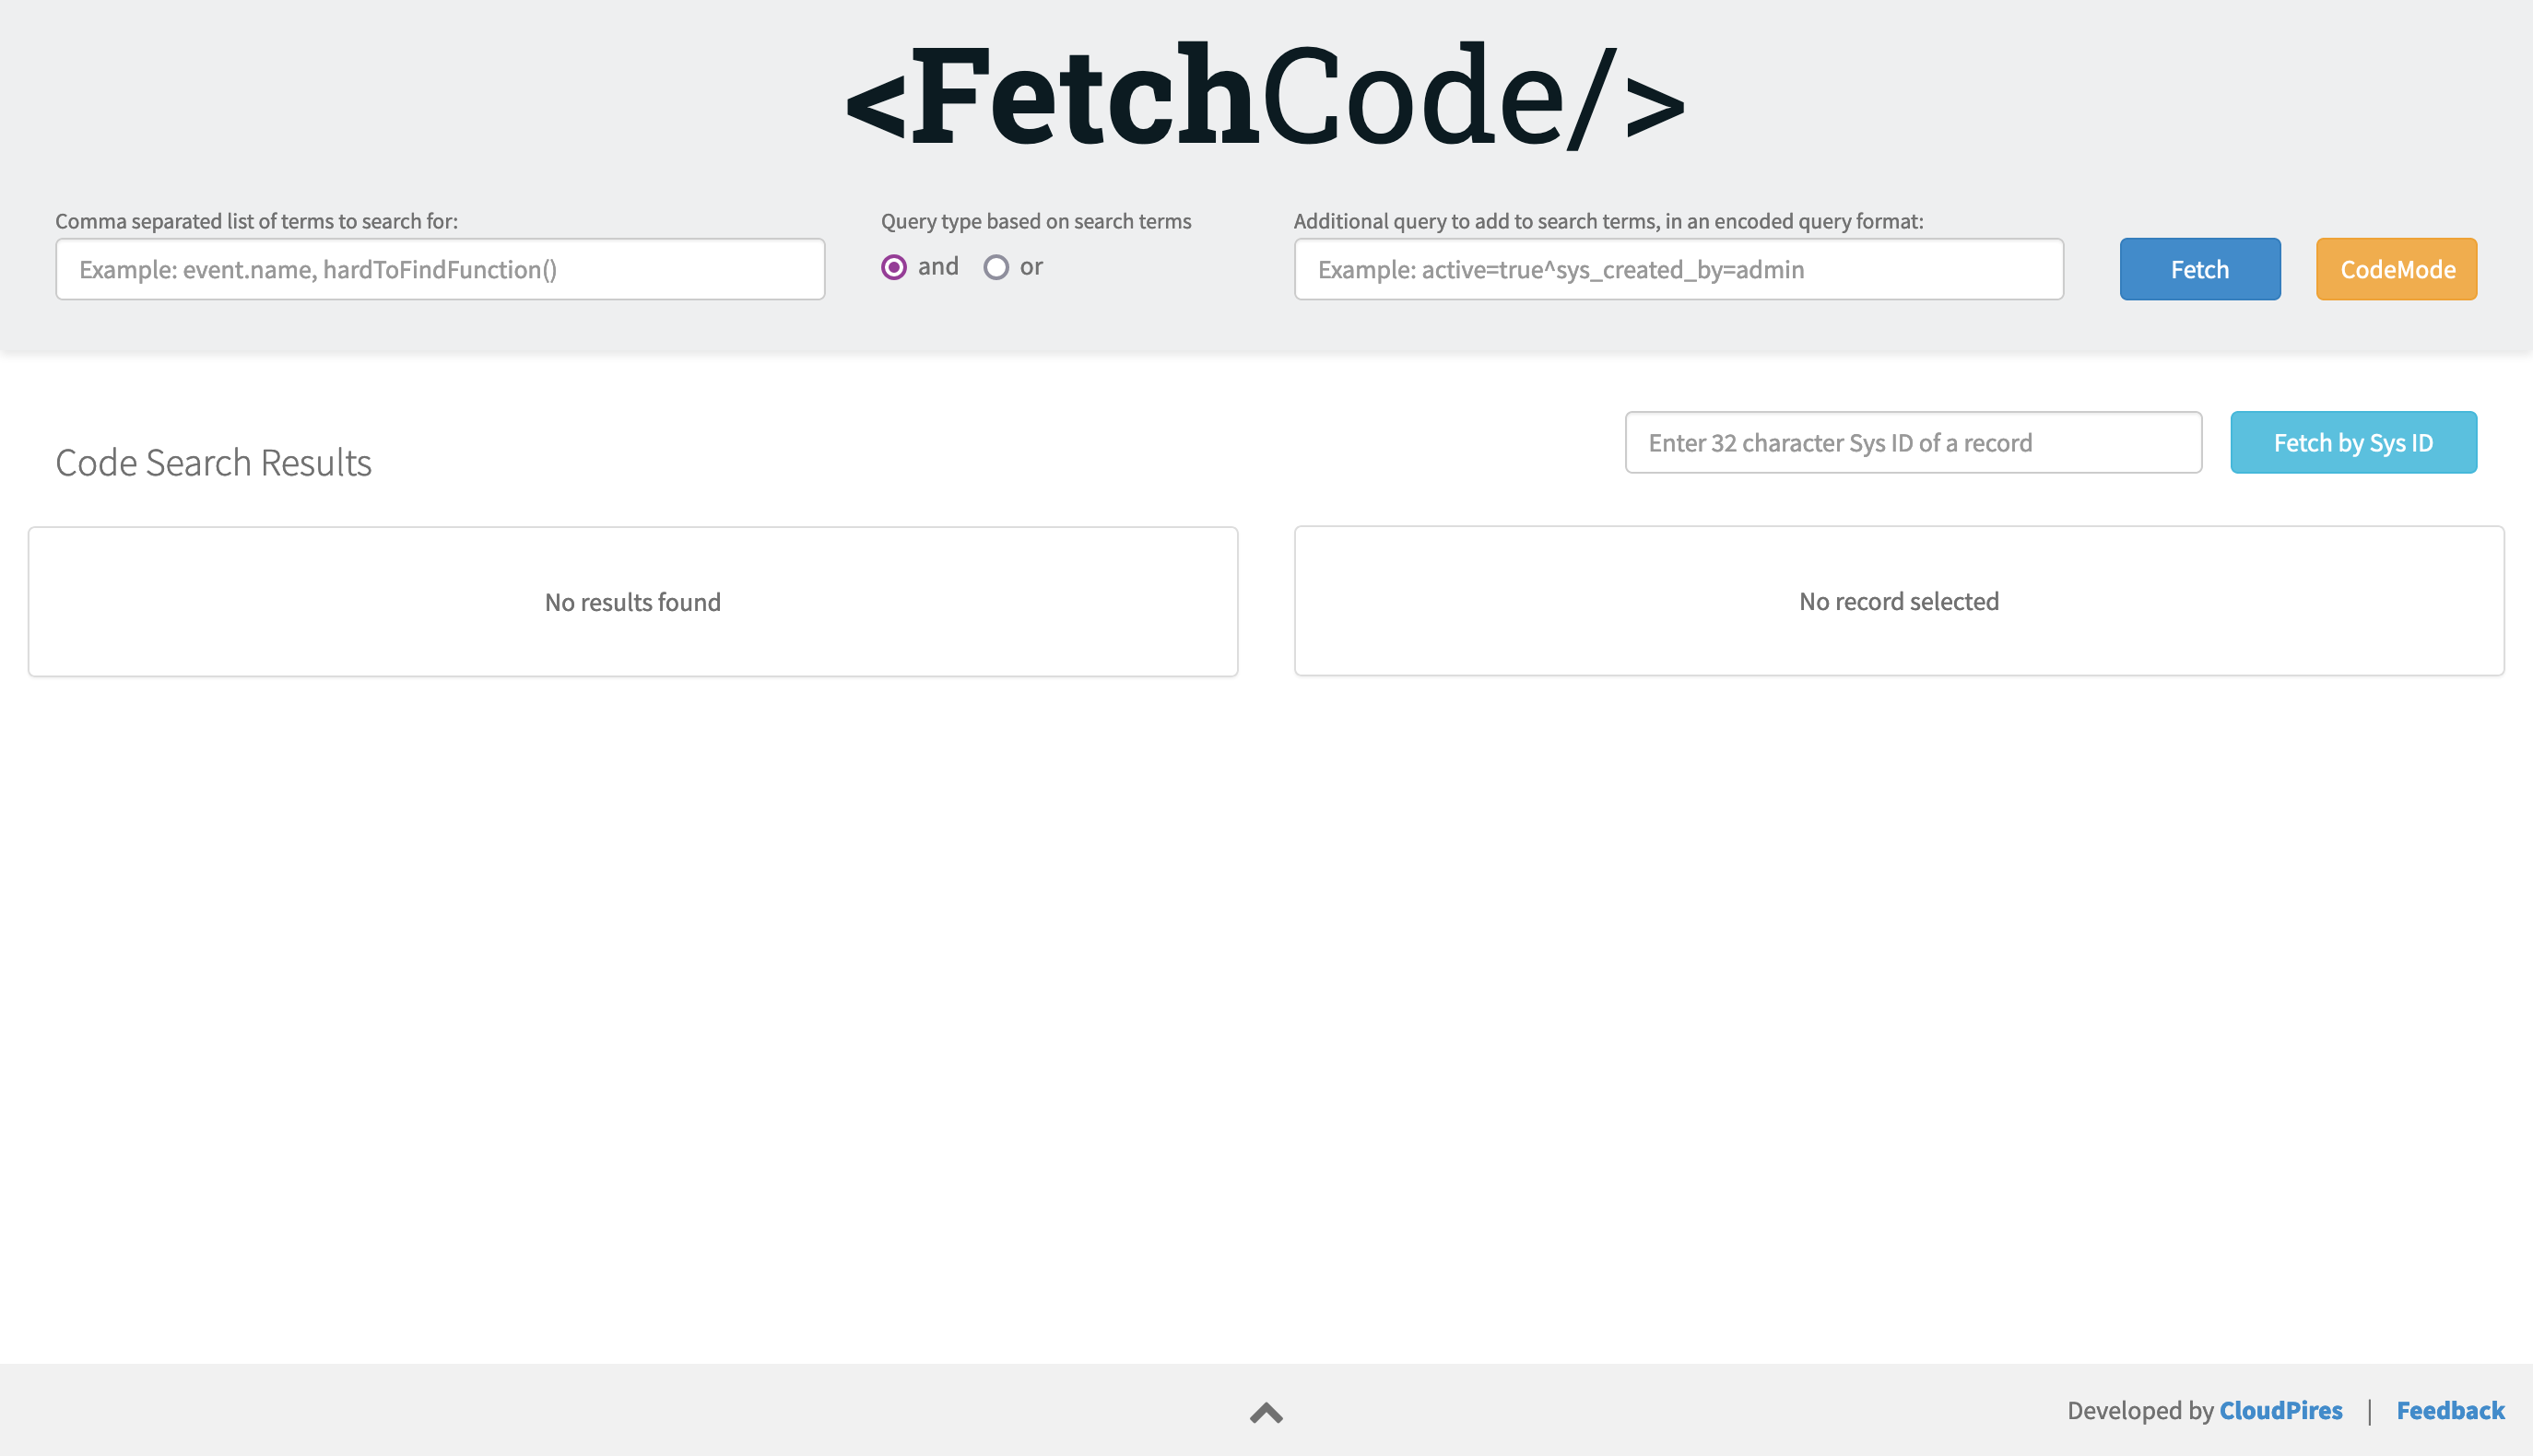 <FetchCode/>
Comma separated list of terms to search for:
Example: event.name, hardToFindFunction()
Query type based on search terms
and or
Additional query to add to search terms, in an encoded query format:
Example: active=true^sys_created_by=admin
Fetch
CodeMode
Code Search Results
Enter 32 character Sys ID of a record
Fetch by Sys ID
No results found
No record selected
Developed by CloudPires | Feedback